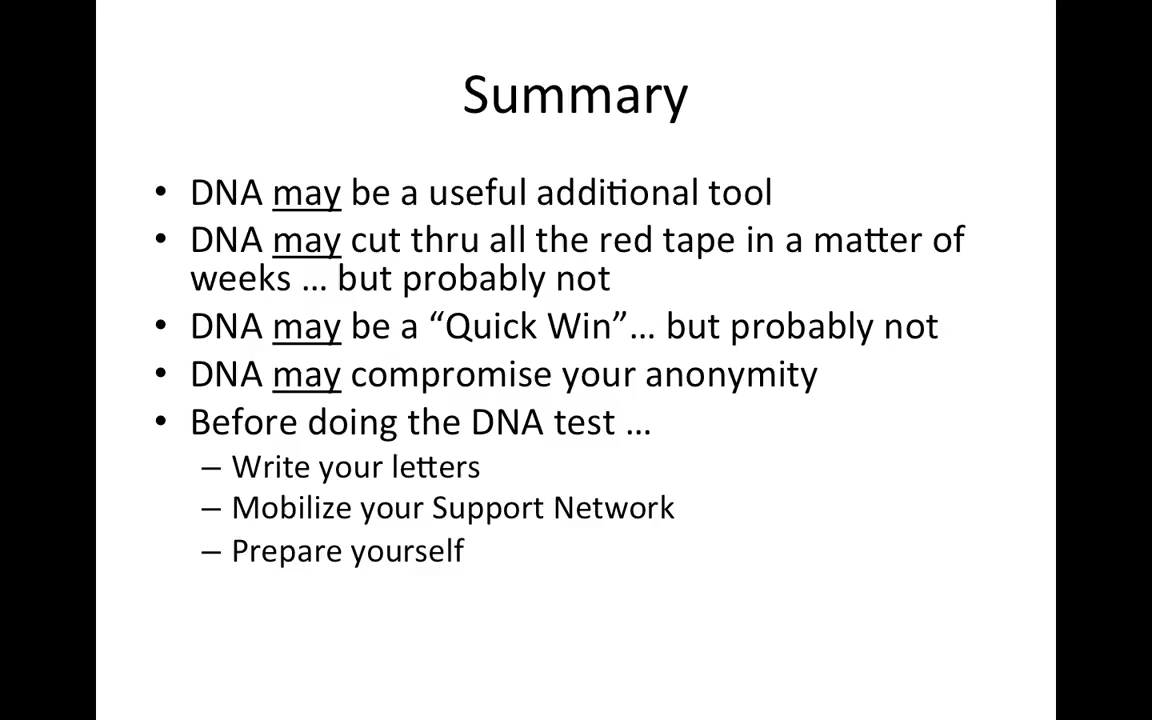 Summary
• DNA may be a useful additional tool
• DNA may cut thru all the red tape in a matter of
weeks … but probably not
• DNA may be a “Quick Win”… but probably not
• DNA may compromise your anonymity
• Before doing the DNA test …
– Write your letters
– Mobilize your Support Network
– Prepare yourself